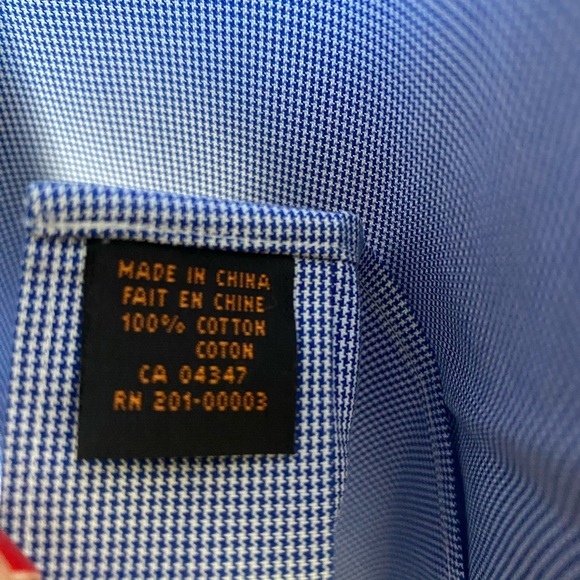 MADE IN CHINA
FAIT EN CHINE
100% COTTON
COTON
CA 04347
RN 201-00003